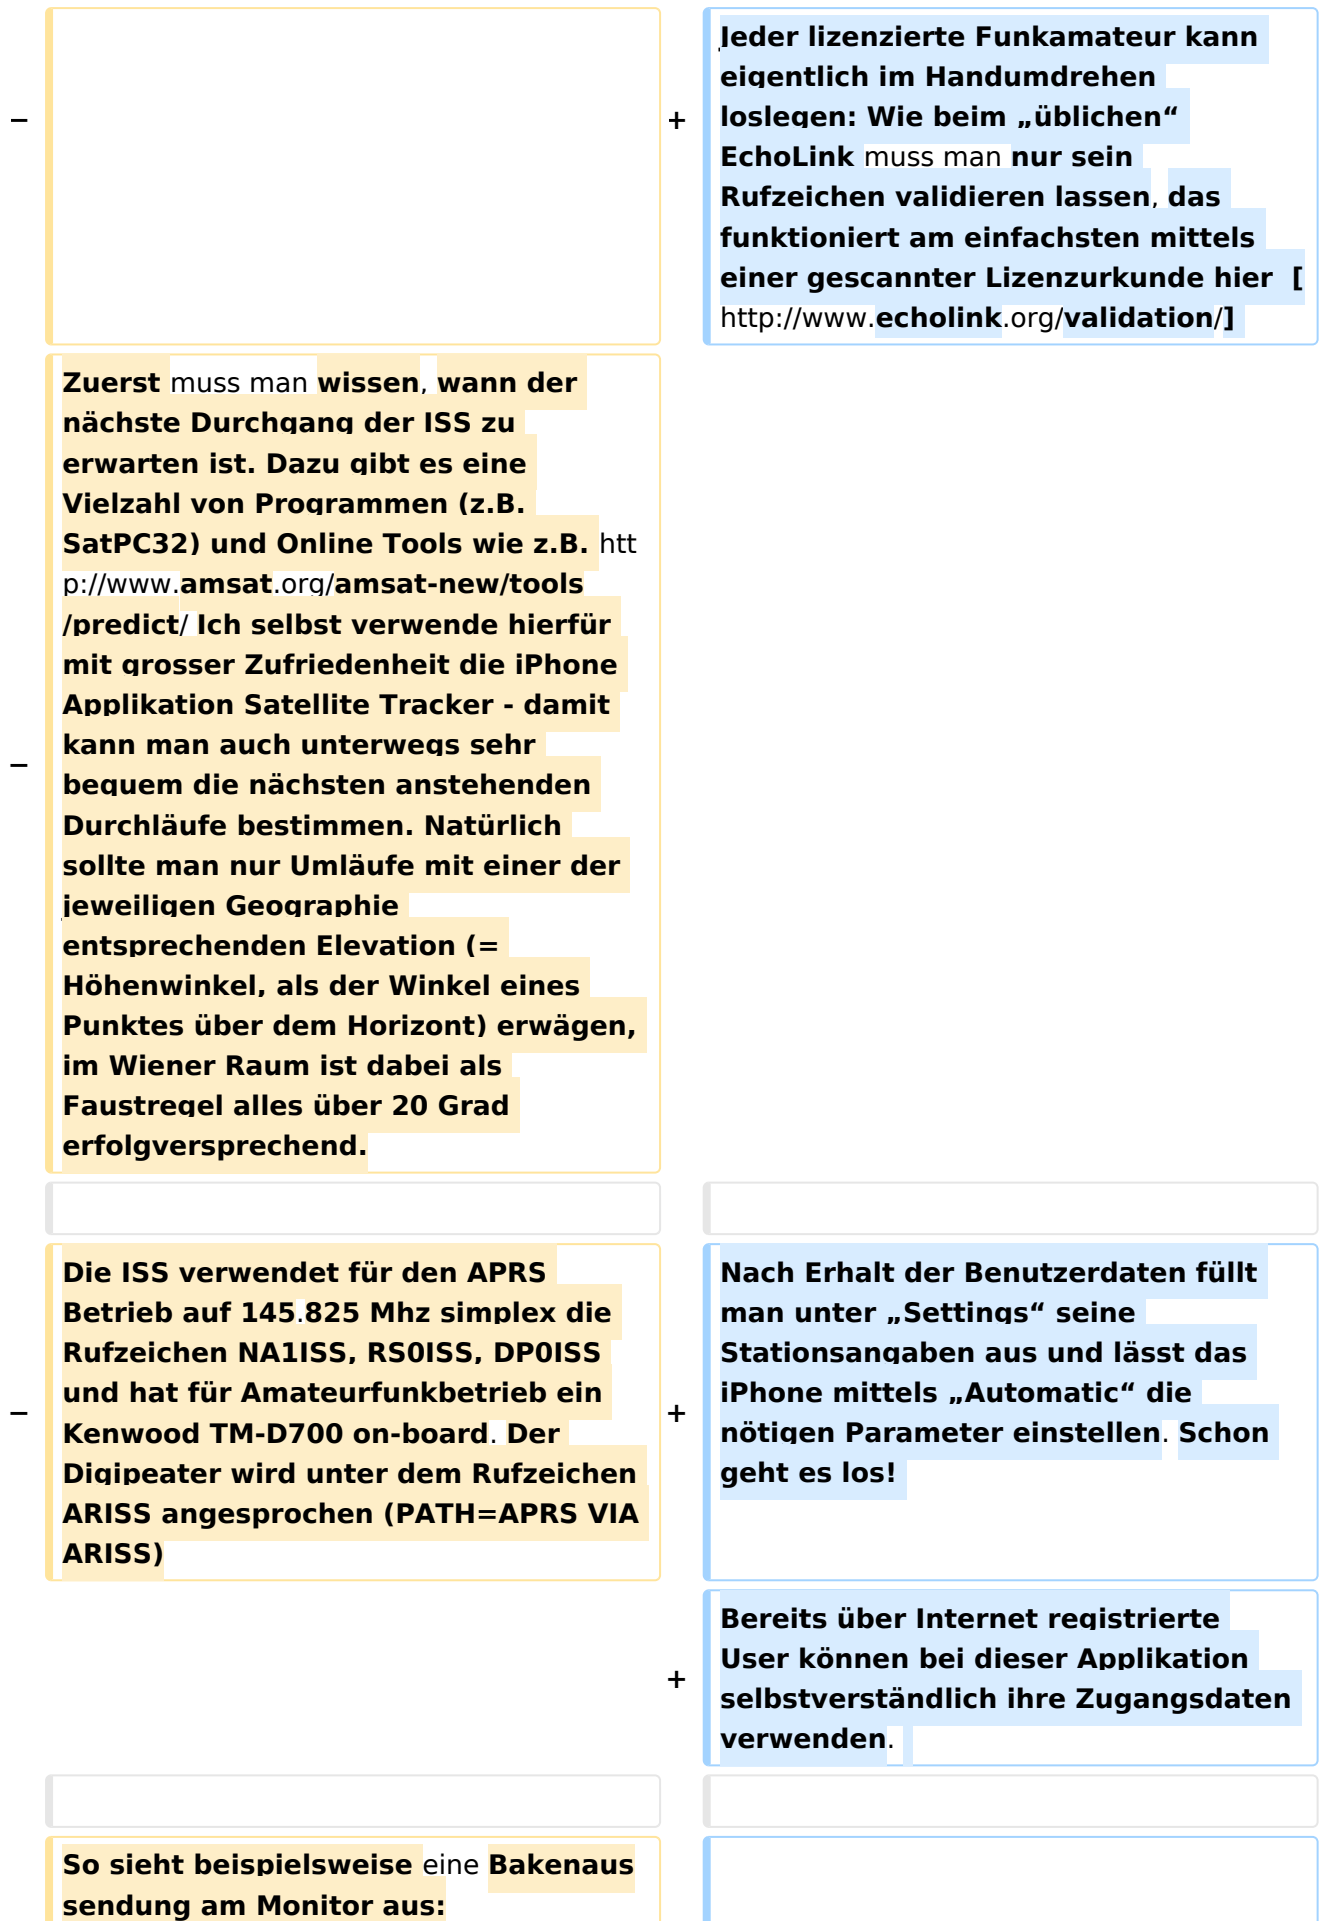 Jeder lizenzierte Funkamateur kann
eigentlich im Handumdrehen
loslegen: Wie beim „üblichen“
− +
EchoLink muss man nur sein
Rufzeichen validieren lassen, das
funktioniert am einfachsten mittels
einer gescannter Lizenzurkunde hier [
http://www.echolink.org/validation/]
Zuerst muss man wissen, wann der
nächste Durchgang der ISS zu
erwarten ist. Dazu gibt es eine
Vielzahl von Programmen (z.B.
SatPC32) und Online Tools wie z.B. htt
p://www.amsat.org/amsat-new/tools
/predict/ Ich selbst verwende hierfür
mit grosser Zufriedenheit die iPhone
Applikation Satellite Tracker - damit
kann man auch unterwegs sehr
−
bequem die nächsten anstehenden
Durchläufe bestimmen. Natürlich
sollte man nur Umläufe mit einer der
jeweiligen Geographie
entsprechenden Elevation (=
Höhenwinkel, als der Winkel eines
Punktes über dem Horizont) erwägen,
im Wiener Raum ist dabei als
Faustregel alles über 20 Grad
erfolgversprechend.
−
Die ISS verwendet für den APRS
Betrieb auf 145.825 Mhz simplex die
Rufzeichen NA1ISS, RS0ISS, DP0ISS
und hat für Amateurfunkbetrieb ein
Kenwood TM-D700 on-board. Der
Digipeater wird unter dem Rufzeichen
ARISS angesprochen (PATH=APRS VIA
ARISS)
+
Nach Erhalt der Benutzerdaten füllt
man unter „Settings“ seine
Stationsangaben aus und lässt das
iPhone mittels „Automatic“ die
nötigen Parameter einstellen. Schon
geht es los!
+
Bereits über Internet registrierte
User können bei dieser Applikation
selbstverständlich ihre Zugangsdaten
verwenden.
So sieht beispielsweise eine Bakenaus
sendung am Monitor aus: